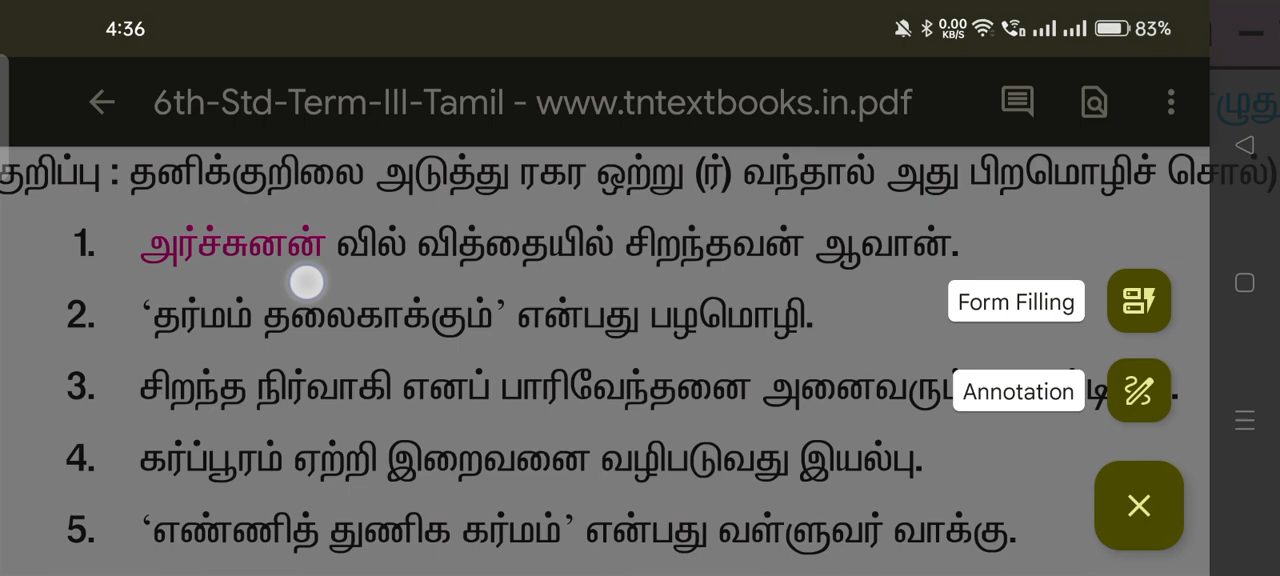 4:36 0.00 KB/S 83%
6th-Std-Term-III-Tamil - www.tntextbooks.in.pdf
குறிப்பு : தனிக்குறிலை அடுத்து ரகர ஒற்று (ர்) வந்தால் அது பிறமொழிச் சொல்)
1. அர்ச்சுனன் வில் வித்தையில் சிறந்தவன் ஆவான்.
Form Filling
2. ‘தர்மம் தலைகாக்கும்’ என்பது பழமொழி.
3. சிறந்த நிர்வாகி எனப் பாரிவேந்தனை
Annotation
4. கர்ப்பூரம் ஏற்றி இறைவனை வழிபடுவது இயல்பு.
5. ‘எண்ணித் துணிக கர்மம்’ என்பது வள்ளுவர் வாக்கு.